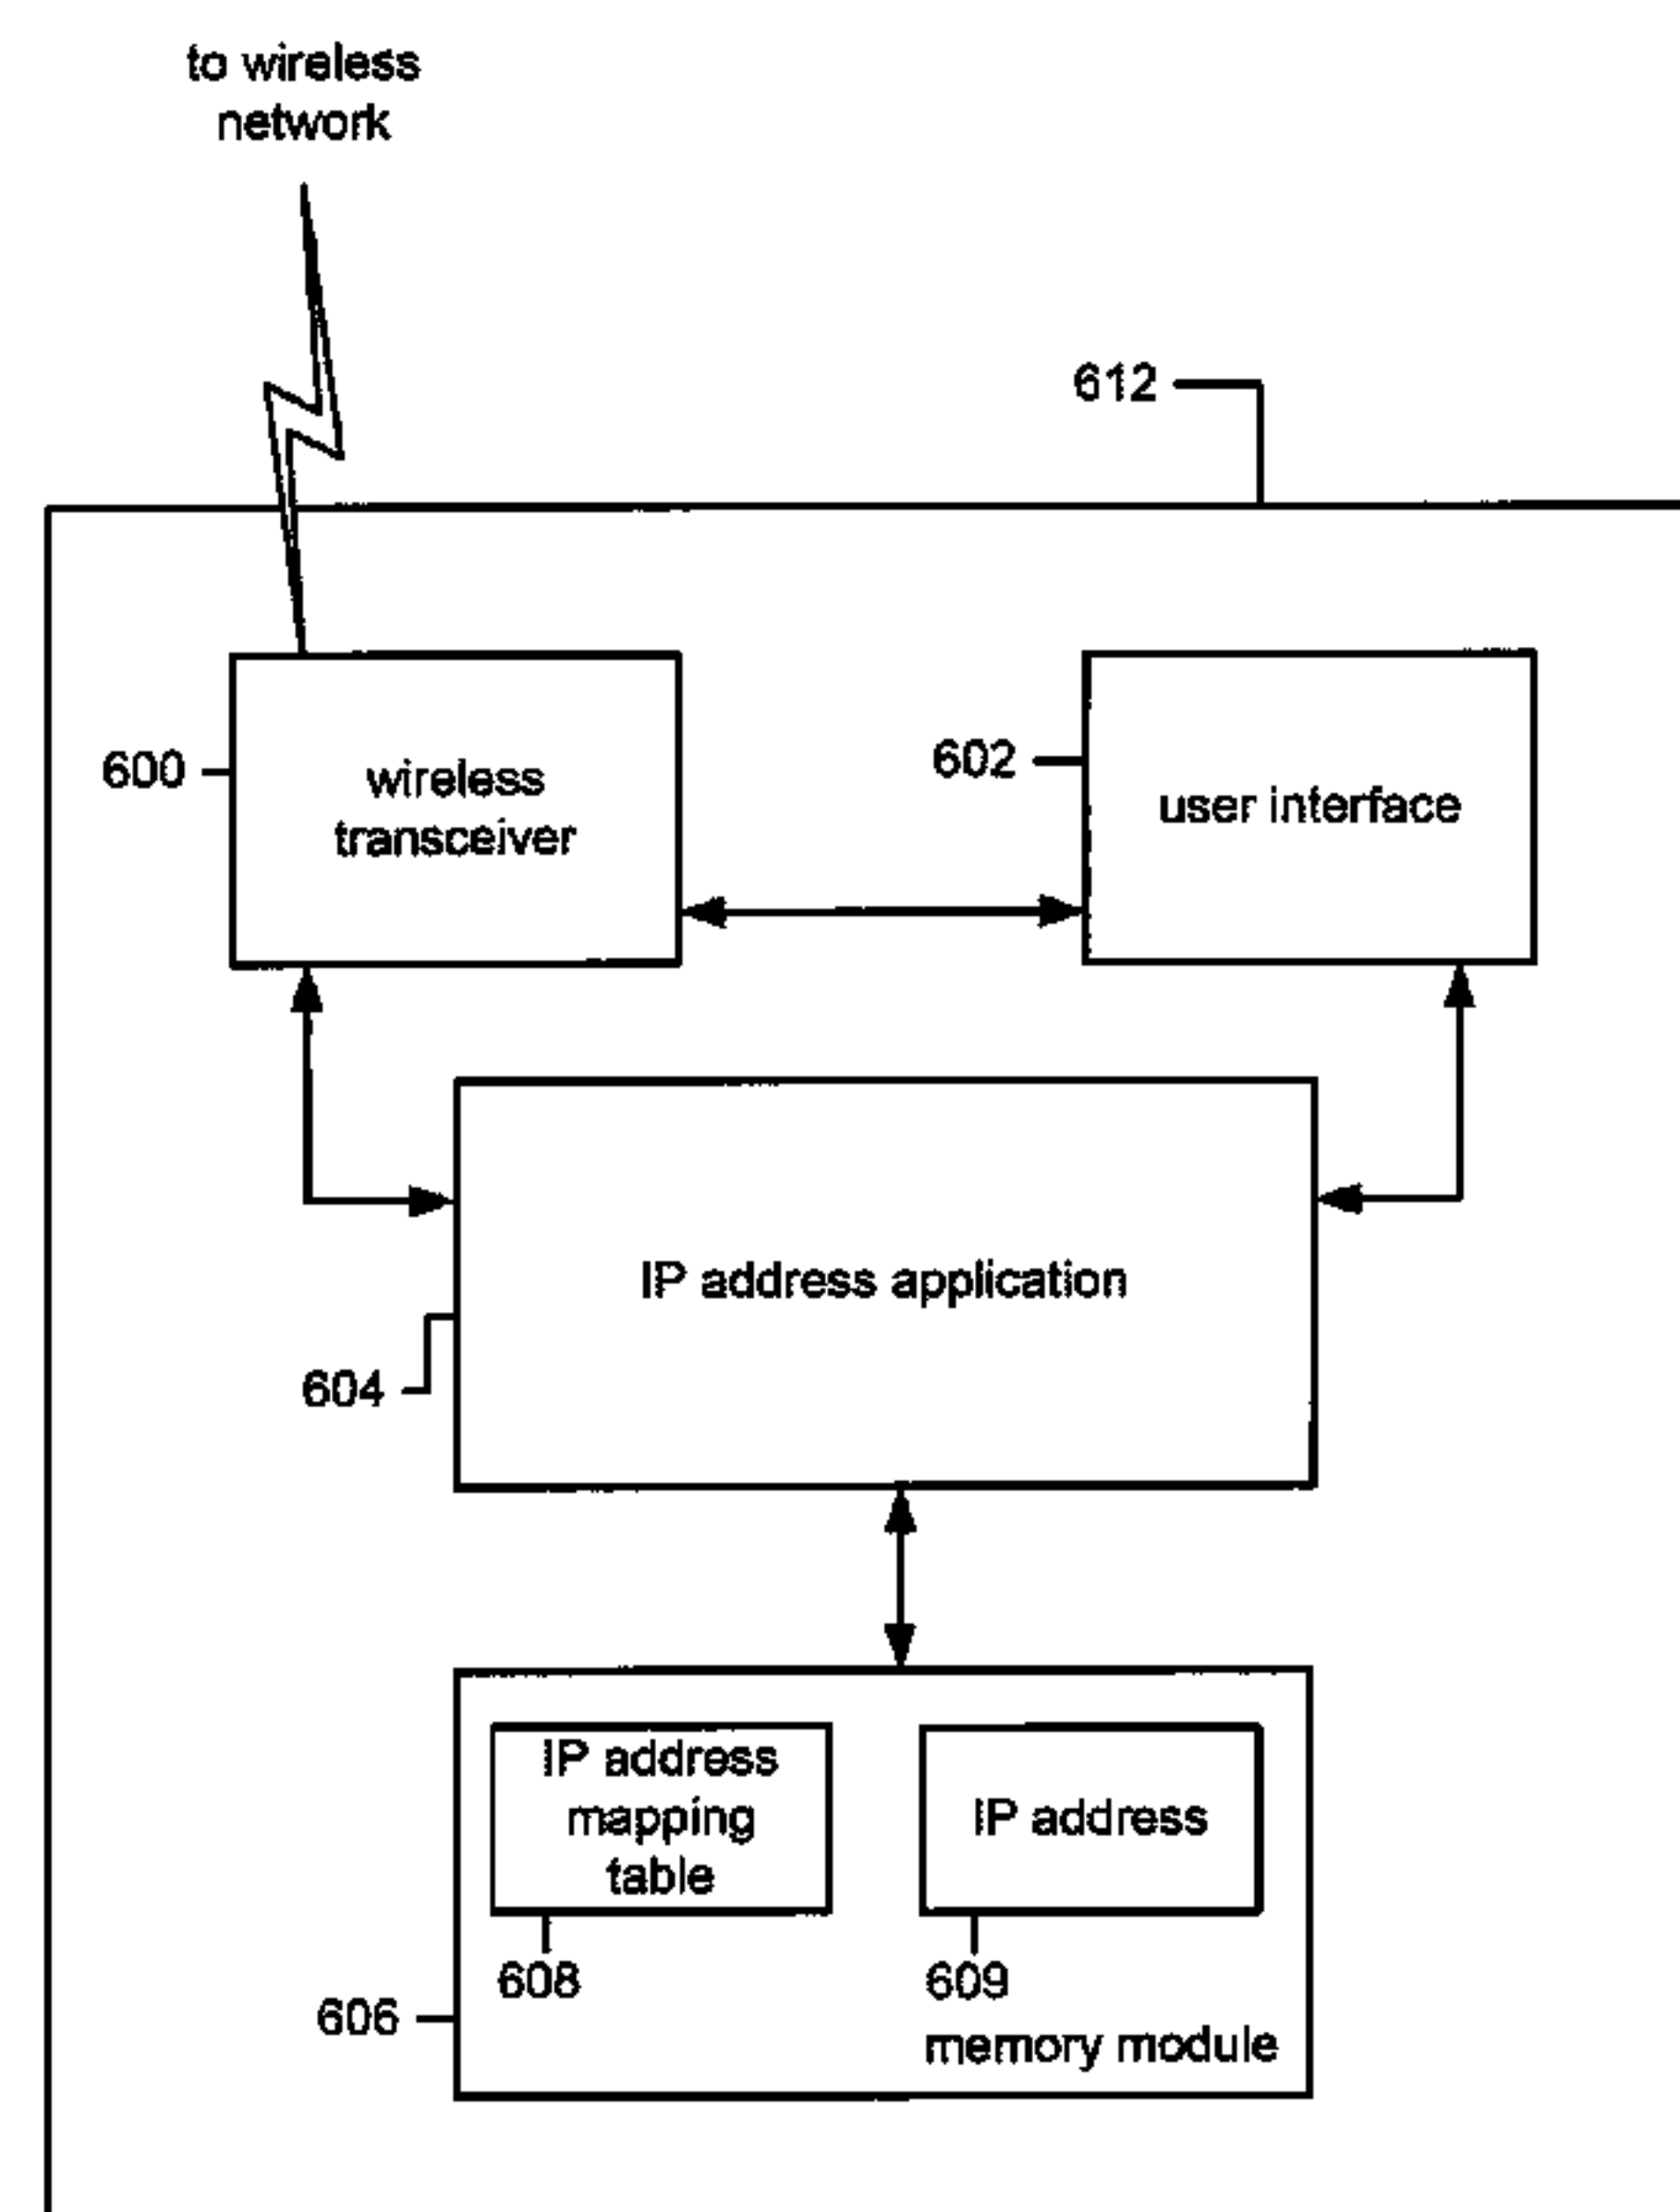 to wireless
network
612
600
wireless
transceiver
602
user interface
IP address application
604
IP address
mapping
table
IP address
608
609
606
memory module